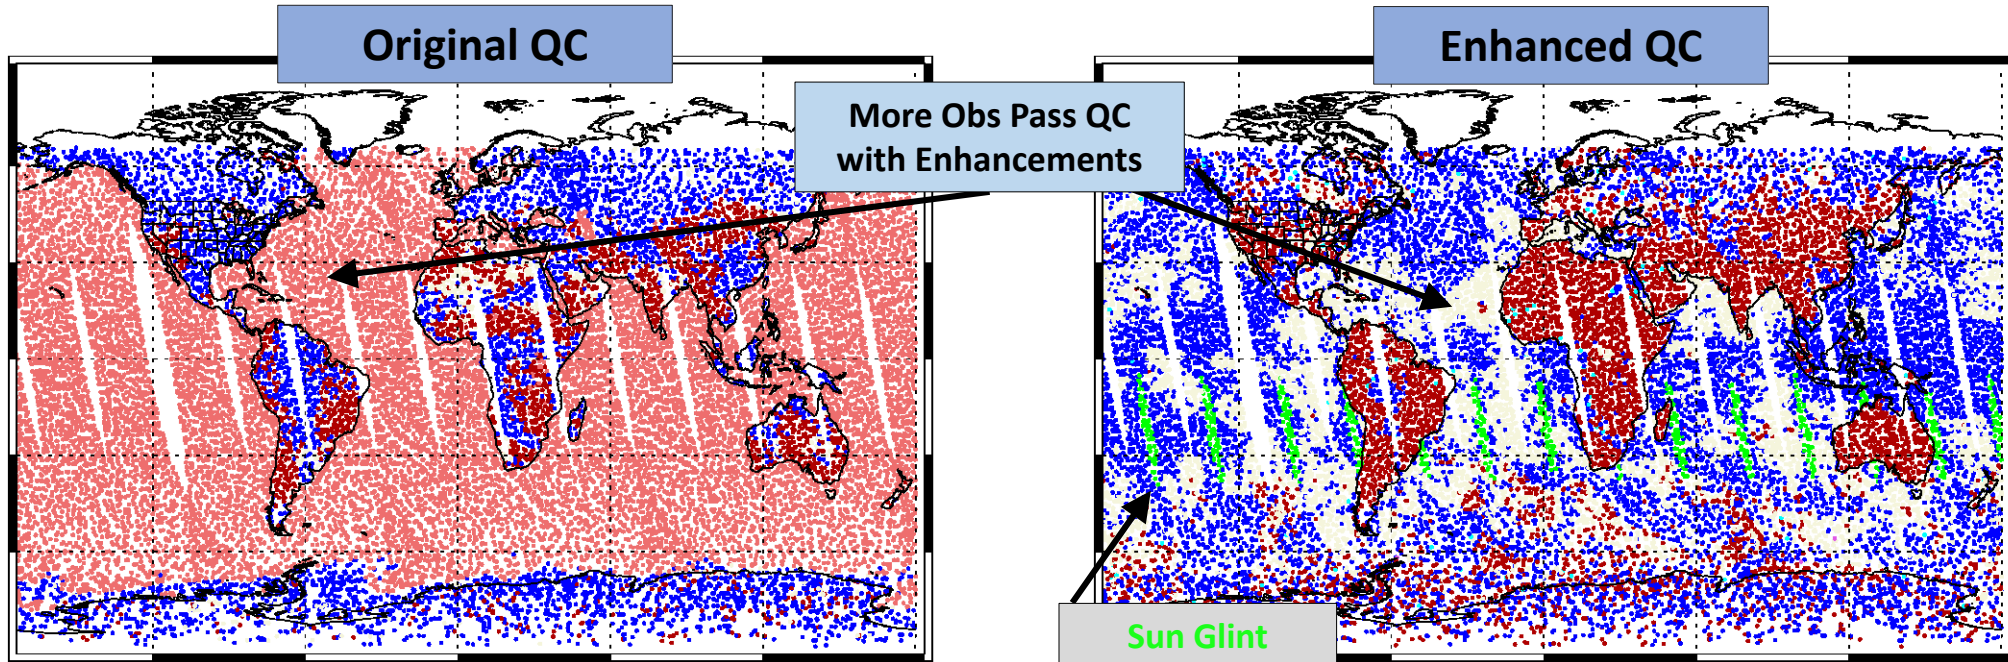 Original QC
Enhanced QC
More Obs Pass QC
with Enhancements
Sun Glint